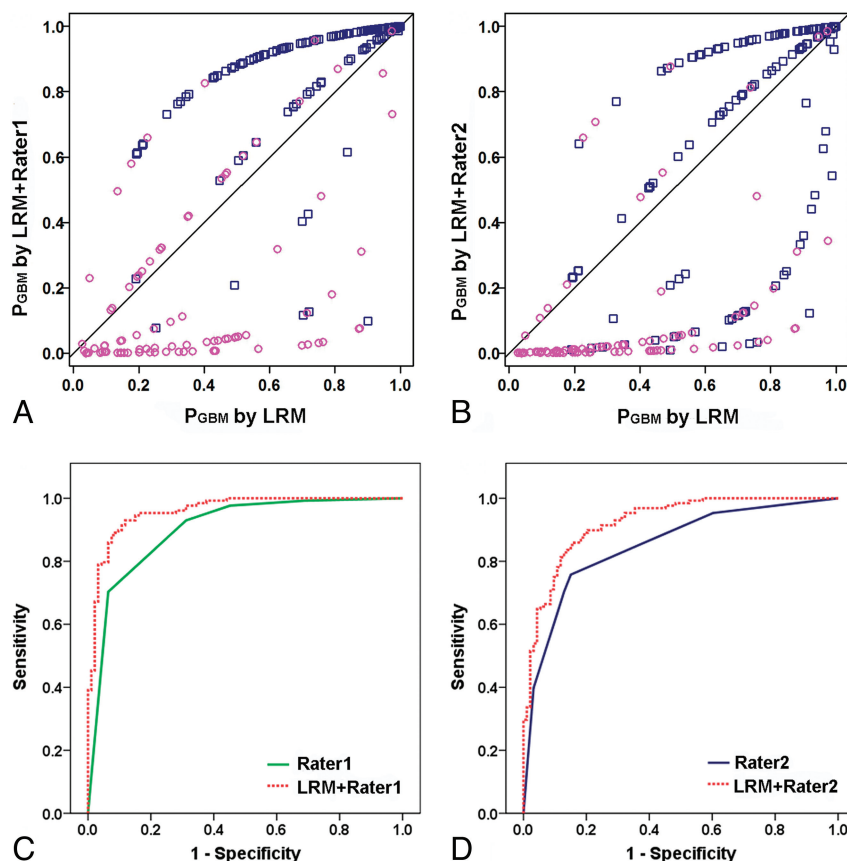 1.0
0.8
0.6
0.4
0.2
0.0
PGBM by LRM+Rater1
0.0 0.2 0.4 0.6 0.8 1.0
PGBM by LRM
A
1.0
0.8
0.6
0.4
0.2
0.0
PGBM by LRM+Rater2
0.0 0.2 0.4 0.6 0.8 1.0
PGBM by LRM
B
1.0
0.8
0.6
0.4
0.2
0.0
Sensitivity
Rater1
LRM+Rater1
0.0 0.2 0.4 0.6 0.8 1.0
1 - Specificity
C
1.0
0.8
0.6
0.4
0.2
0.0
Sensitivity
Rater2
LRM+Rater2
0.0 0.2 0.4 0.6 0.8 1.0
1 - Specificity
D